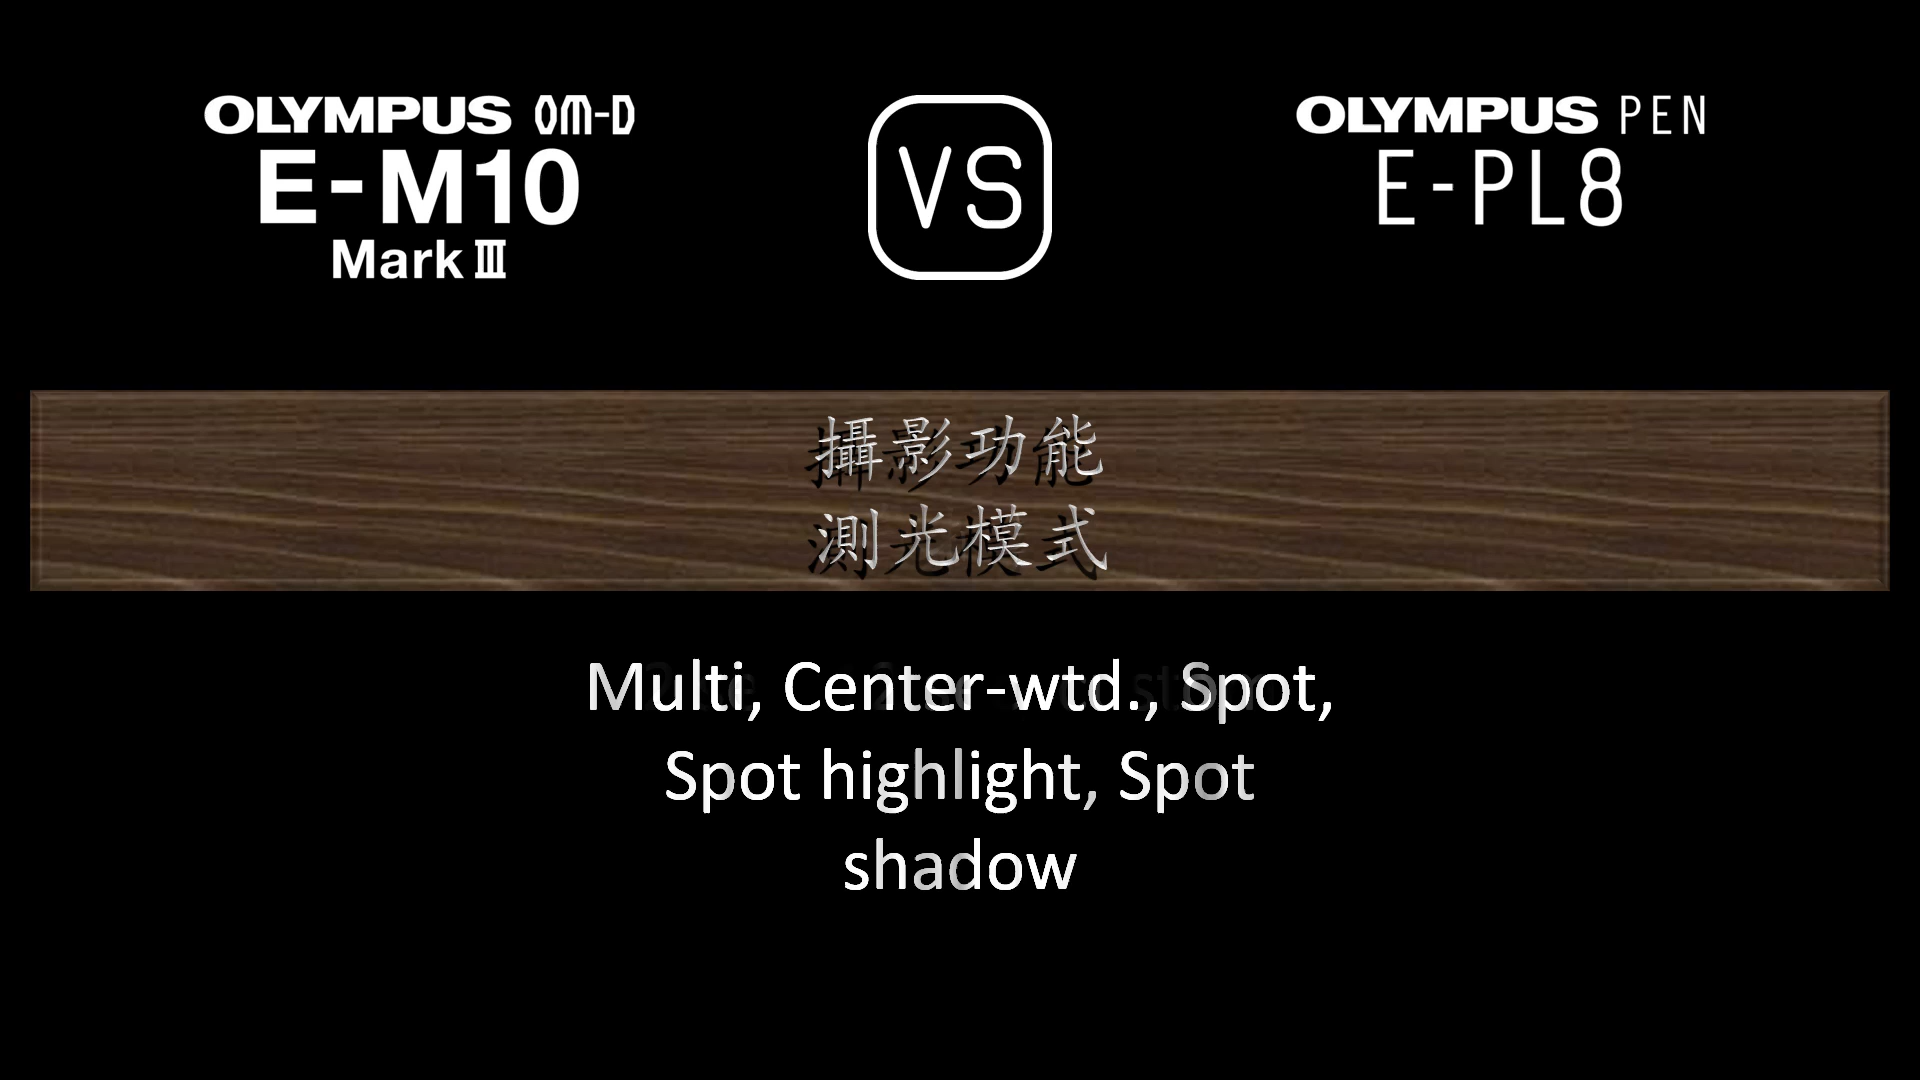 OLYMPUS OM-D
E-M10
Mark III
VS
OLYMPUS PEN
E-PL8
攝影功能
測光模式
Multi, Center-wtd., Spot,
Spot highlight, Spot
shadow